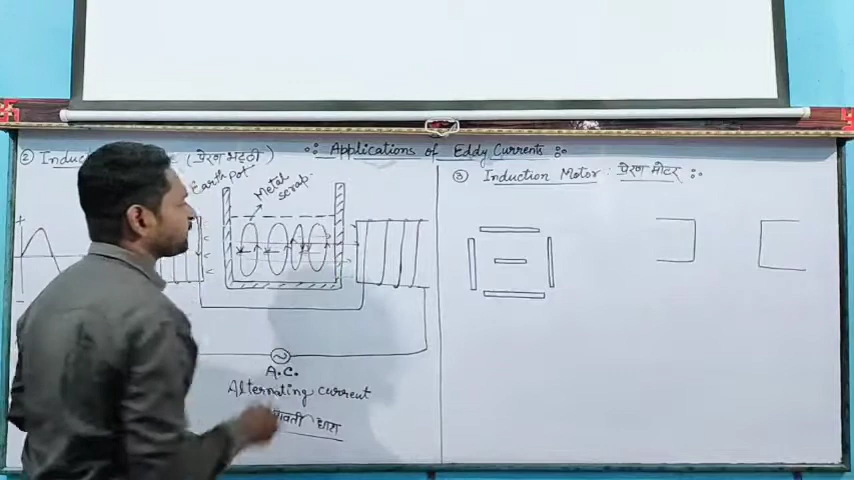 Applications of Eddy Currents
② Induc (प्रेरण भट्ठी)
Earth Pot
Metal
scrap.
+
-
A.C.
Alternating current
धारा
③ Induction Motor : प्रेरण मोटर